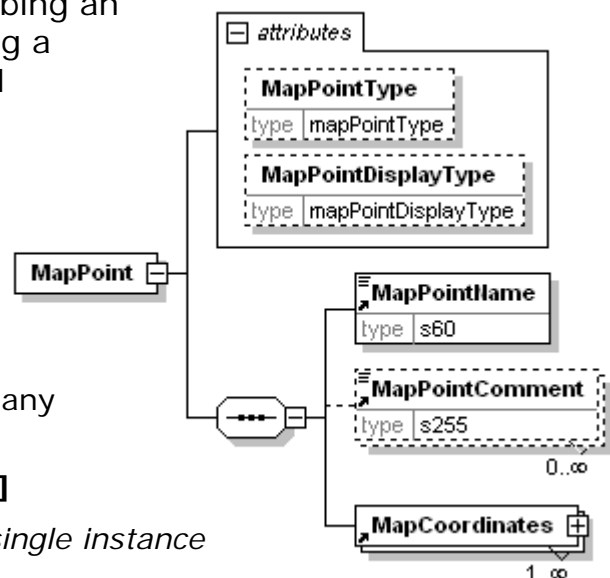 bing an
g a
attributes
MapPointType
type mapPointType
MapPointDisplayType
type mapPointDisplayType
MapPoint
MapPointName
type s60
any
MapPointComment
type s255
0..∞
]
single instance
MapCoordinates
1..∞